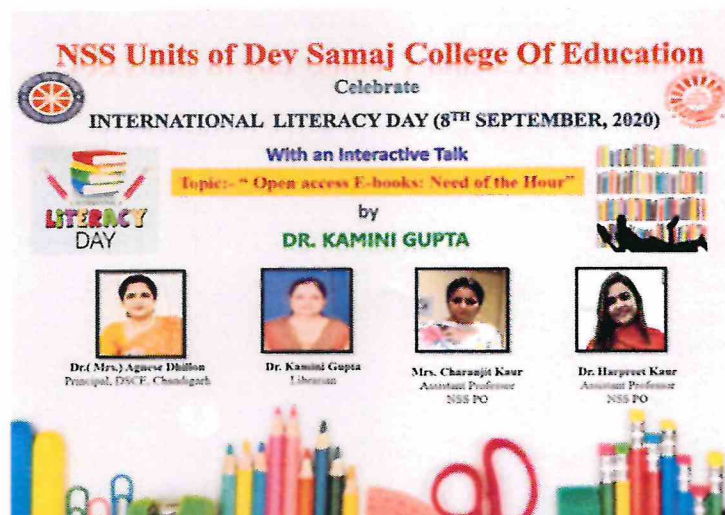 NSS Units of Dev Samaj College Of Education
Celebrate
INTERNATIONAL LITERACY DAY (8TH SEPTEMBER, 2020)
With an Interactive Talk
Topic:- “ Open access E-books: Need of the Hour”
by
DR. KAMINI GUPTA
INTERNATIONAL
LITERACY
DAY
Dr.( Mrs.) Agnese Dhillon
Principal, DSCE, Chandigarh
Dr. Kamini Gupta
Librarian
Mrs. Charanjit Kaur
Assistant Professor
NSS PO
Dr. Harpreet Kaur
Assistant Professor
NSS PO